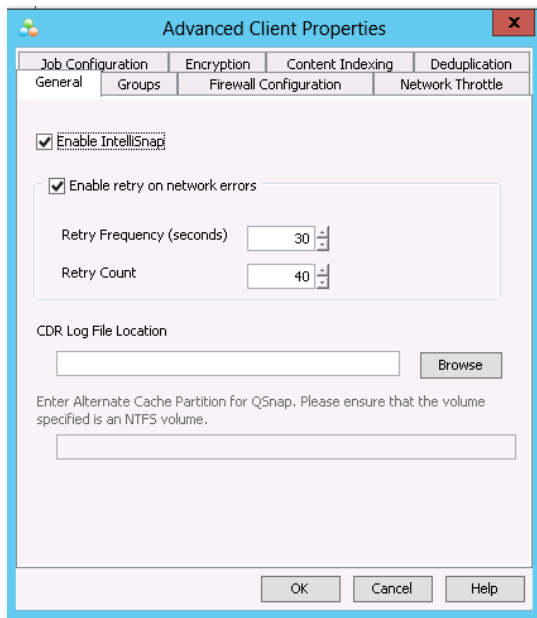 Advanced Client Properties
x
Job Configuration Encryption Content Indexing Deduplication
General Groups Firewall Configuration Network Throttle
Enable IntelliSnap
Enable retry on network errors
Retry Frequency (seconds) 30
Retry Count 40
CDR Log File Location
Browse
Enter Alternate Cache Partition for QSnap. Please ensure that the volume
specified is an NTFS volume.
OK Cancel Help